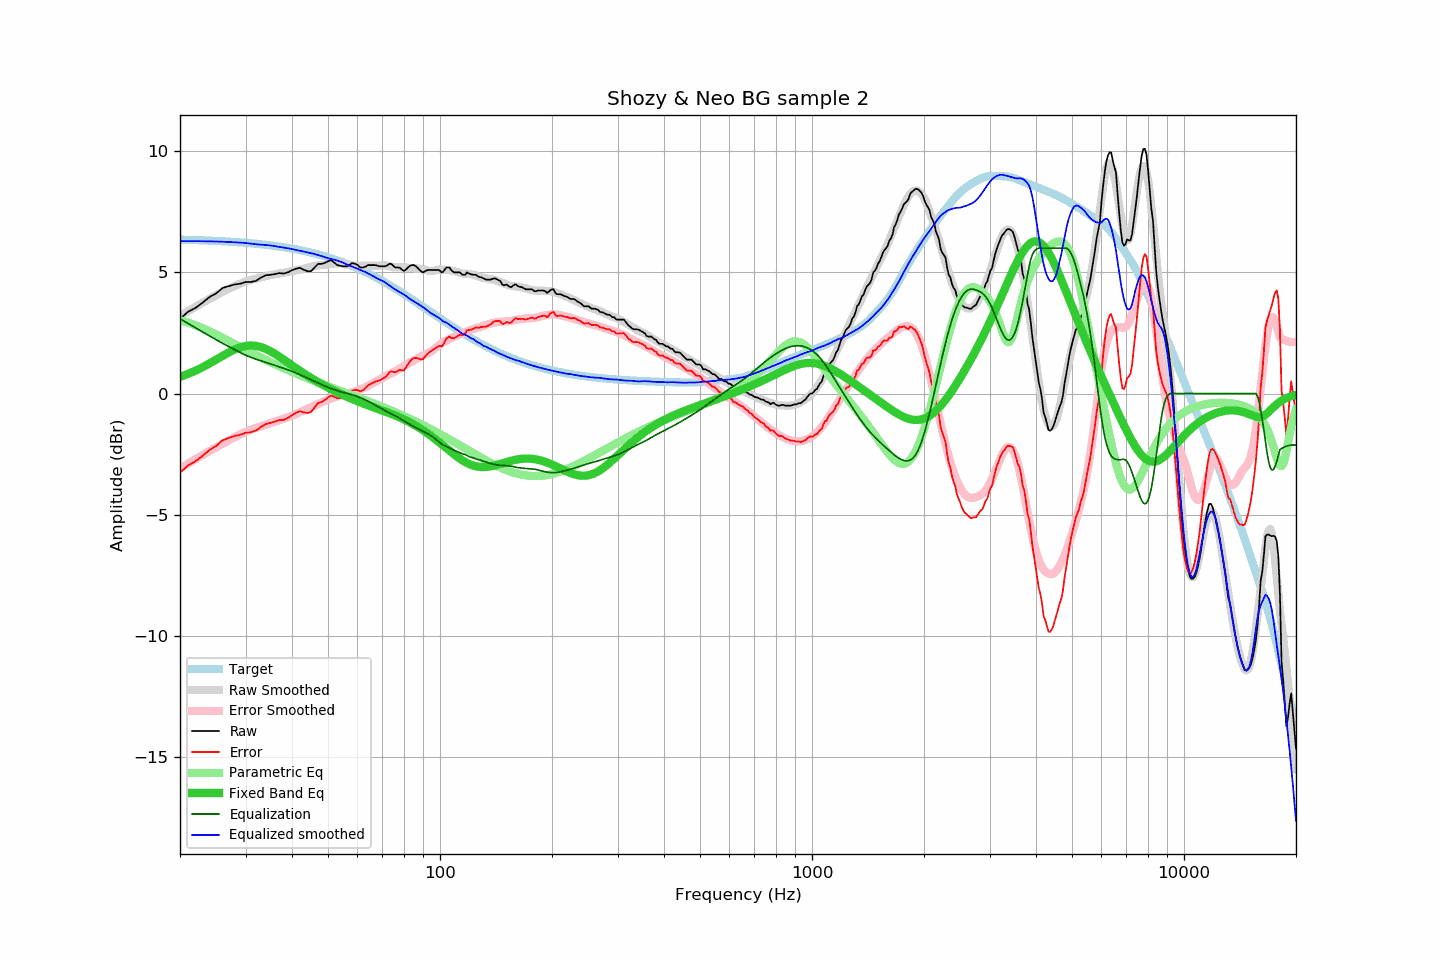 Shozy & Neo BG sample 2
Amplitude (dBr)
10
5
0
−5
−10
−15
Target
Raw Smoothed
Error Smoothed
Raw
Error
Parametric Eq
Fixed Band Eq
Equalization
Equalized smoothed
100
1000
10000
Frequency (Hz)